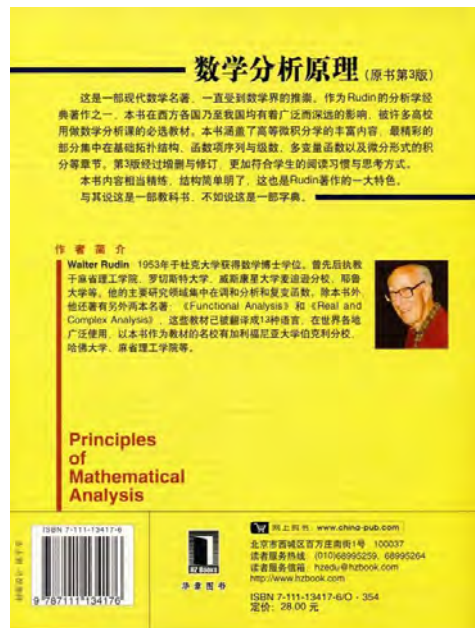 数学分析原理(原书第3版)
这是一部现代数学名著，一直受到数学界的推崇。作为Rudin的分析学经
典著作之一，本书在西方各国乃至我国均有着广泛而深远的影响，被许多高校
用做数学分析课的必选教材。本书涵盖了高等微积分学的丰富内容，最精彩的
部分集中在基础拓扑结构、函数项序列与级数、多变量函数以及微分形式的积
分等章节。第3版经过增删与修订，更加符合学生的阅读习惯与思考方式。
本书内容相当精练，结构简单明了，这也是Rudin著作的一大特色。
与其说这是一部教科书，不如说这是一部字典。
作者简介
Walter Rudin 1953年于杜克大学获得数学博士学位。曾先后执教
于麻省理工学院、罗切斯特大学、威斯康星大学麦迪逊分校、耶鲁
大学等。他的主要研究领域集中在调和分析和复变函数。除本书外，
他还著有另外两本名著：《Functional Analysis》和《Real and
Complex Analysis》，这些教材已被翻译成13种语言，在世界各地
广泛使用，以本书作为教材的名校有加利福尼亚大学伯克利分校、
哈佛大学、麻省理工学院等。
Principles
of
Mathematical
Analysis
ISBN 7-111-13417-6
9 787111 134176
HZ Books
华章图书
网上购书：www.china-pub.com
北京市西城区百万庄南街1号 100037
读者服务热线：(010)68995259, 68995264
读者服务信箱：hzedu@hzbook.com
http://www.hzbook.com
ISBN 7-111-13417-6/O · 354
定价：28.00 元